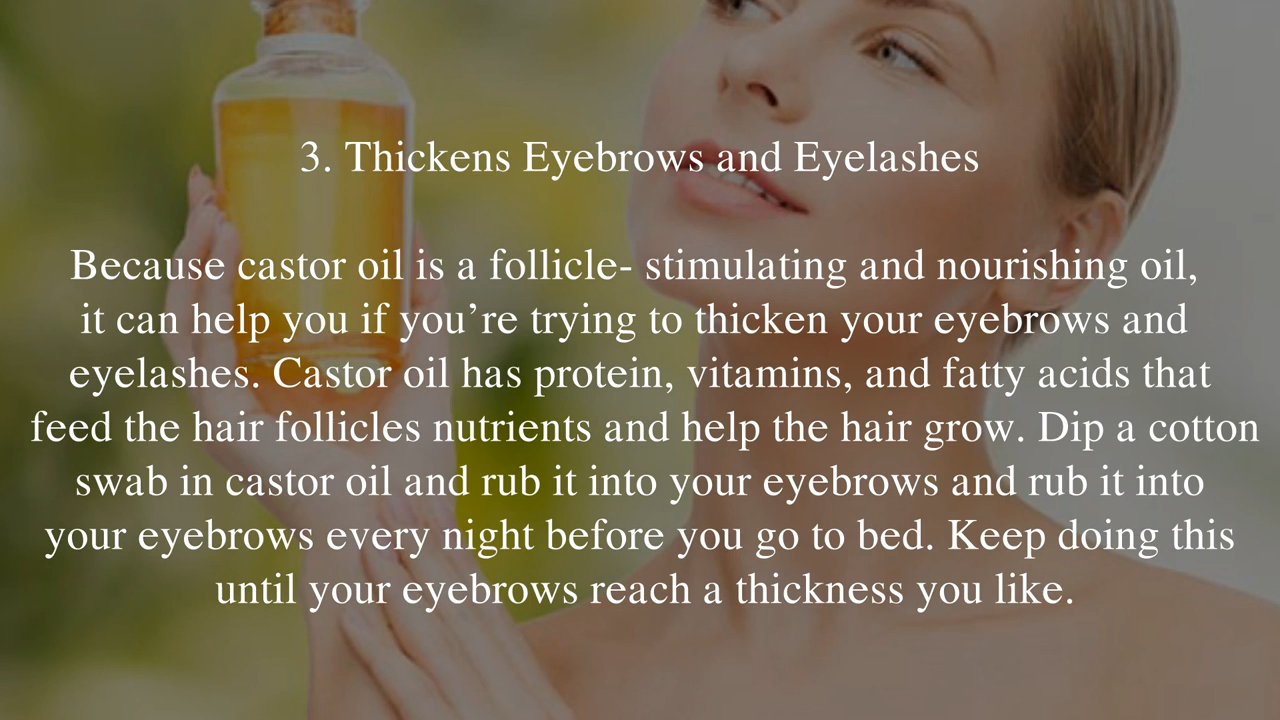 3. Thickens Eyebrows and Eyelashes
Because castor oil is a follicle- stimulating and nourishing oil,
it can help you if you’re trying to thicken your eyebrows and
eyelashes. Castor oil has protein, vitamins, and fatty acids that
feed the hair follicles nutrients and help the hair grow. Dip a cotton
swab in castor oil and rub it into your eyebrows and rub it into
your eyebrows every night before you go to bed. Keep doing this
until your eyebrows reach a thickness you like.